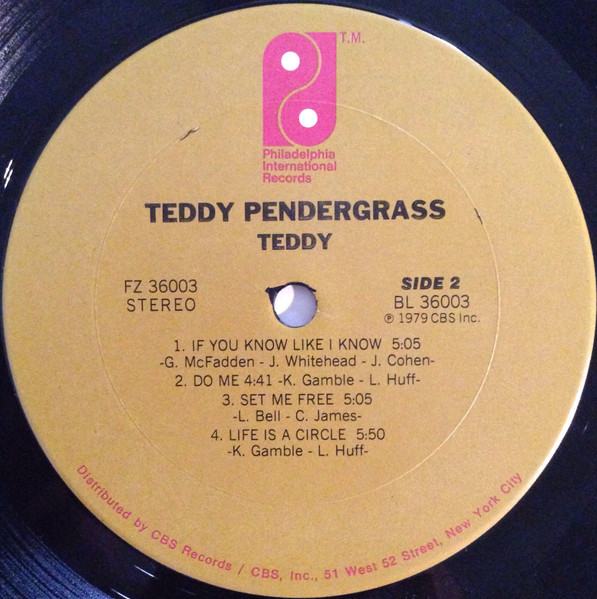 T.M.
Philadelphia
International
Records
TEDDY PENDERGRASS
TEDDY
FZ 36003
STEREO
SIDE 2
BL 36003
℗ 1979 CBS Inc.
1. IF YOU KNOW LIKE I KNOW 5:05
-G. McFadden - J. Whitehead - J. Cohen-
2. DO ME 4:41 -K. Gamble - L. Huff-
3. SET ME FREE 5:05
-L. Bell - C. James-
4. LIFE IS A CIRCLE 5:50
-K. Gamble - L. Huff-
Distributed by CBS Records / CBS, Inc., 51 West 52 Street, New York City